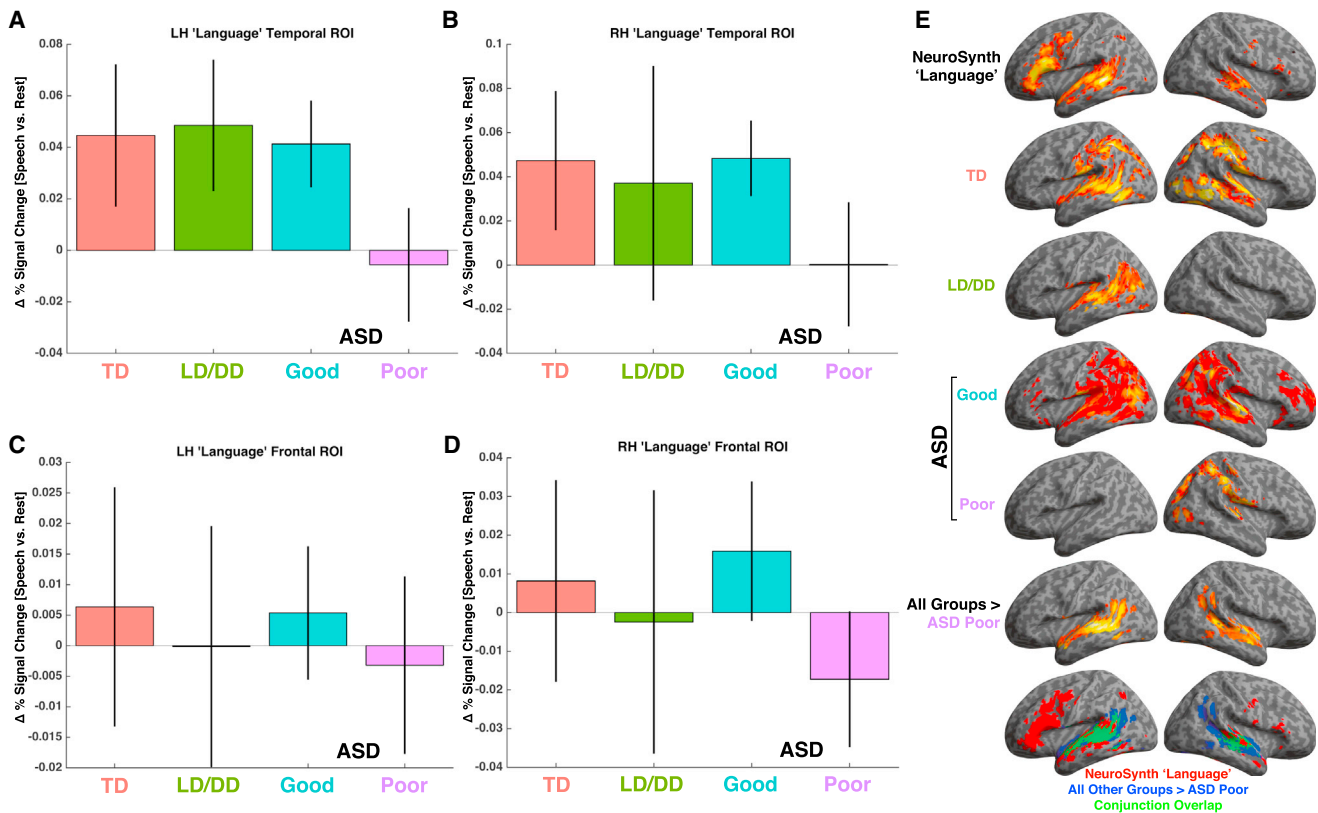 A
LH 'Language' Temporal ROI
Δ % Signal Change [Speech vs. Rest]
0.08
0.06
0.04
0.02
0
-0.02
-0.04
ASD
TD LD/DD Good Poor
B
RH 'Language' Temporal ROI
Δ % Signal Change [Speech vs. Rest]
0.1
0.08
0.06
0.04
0.02
0
-0.02
-0.04
ASD
TD LD/DD Good Poor
C
LH 'Language' Frontal ROI
Δ % Signal Change [Speech vs. Rest]
0.03
0.025
0.02
0.015
0.01
0.005
0
-0.005
-0.01
-0.015
-0.02
ASD
TD LD/DD Good Poor
D
RH 'Language' Frontal ROI
Δ % Signal Change [Speech vs. Rest]
0.04
0.03
0.02
0.01
0
-0.01
-0.02
-0.03
-0.04
ASD
TD LD/DD Good Poor
E
NeuroSynth
‘Language’
TD
LD/DD
ASD
Good
Poor
All Groups >
ASD Poor
NeuroSynth ‘Language’
All Other Groups > ASD Poor
Conjunction Overlap